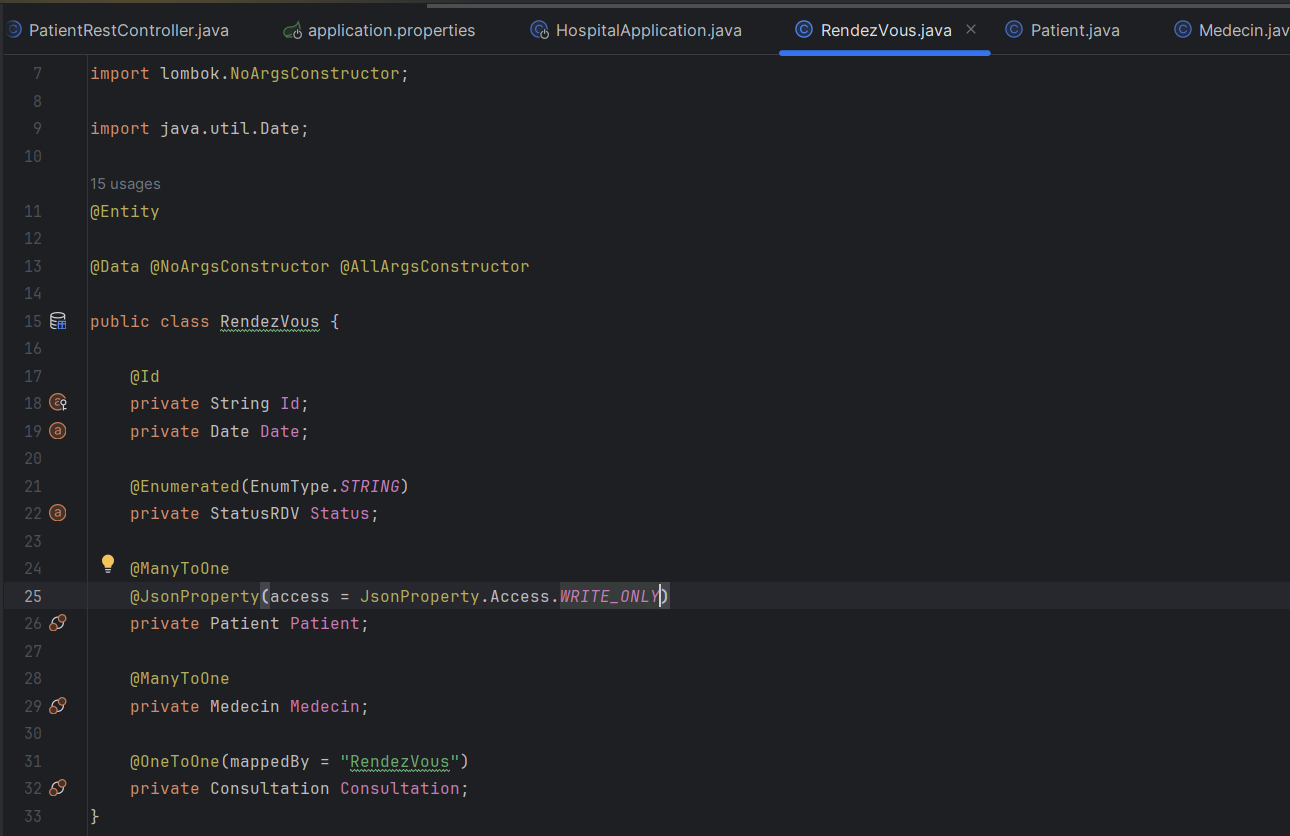 PatientRestController.java application.properties HospitalApplication.java RendezVous.java Patient.java Medecin.jav
7 import lombok.NoArgsConstructor;
8
9 import java.util.Date;
10
15 usages
11 @Entity
12
13 @Data @NoArgsConstructor @AllArgsConstructor
14
15 public class RendezVous {
16
17 @Id
18 private String Id;
19 private Date Date;
20
21 @Enumerated(EnumType.STRING)
22 private StatusRDV Status;
23
24 @ManyToOne
25 @JsonProperty(access = JsonProperty.Access.WRITE_ONLY)
26 private Patient Patient;
27
28 @ManyToOne
29 private Medecin Medecin;
30
31 @OneToOne(mappedBy = "RendezVous")
32 private Consultation Consultation;
33 }